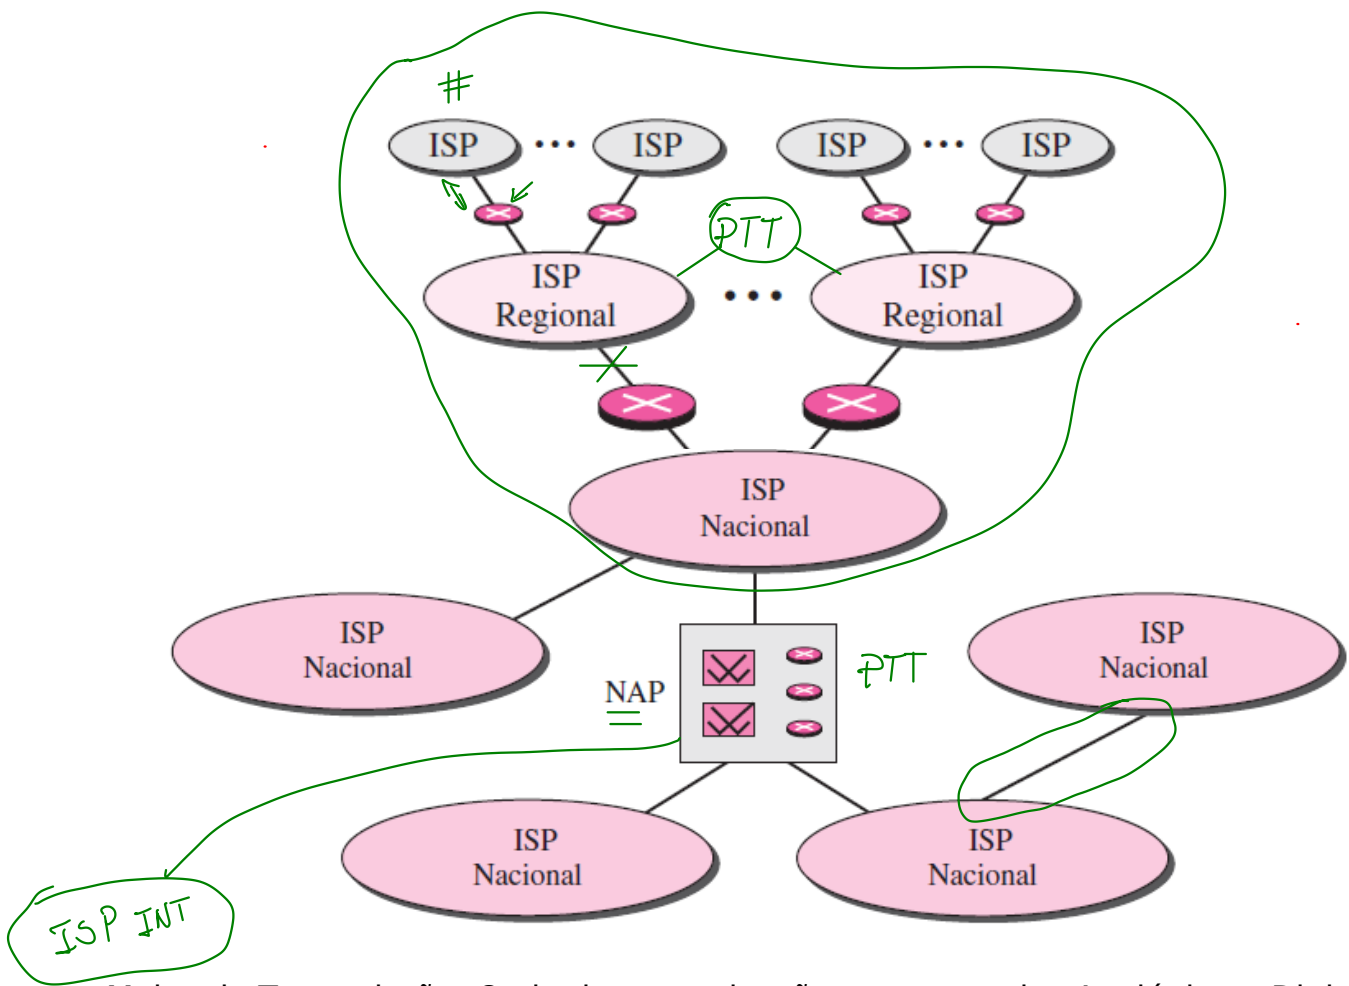 #
ISP
ISP
ISP
ISP
PTT
ISP
Regional
ISP
Regional
ISP
Nacional
ISP
Nacional
NAP
PTT
ISP
Nacional
ISP
Nacional
ISP
Nacional
ISP INT